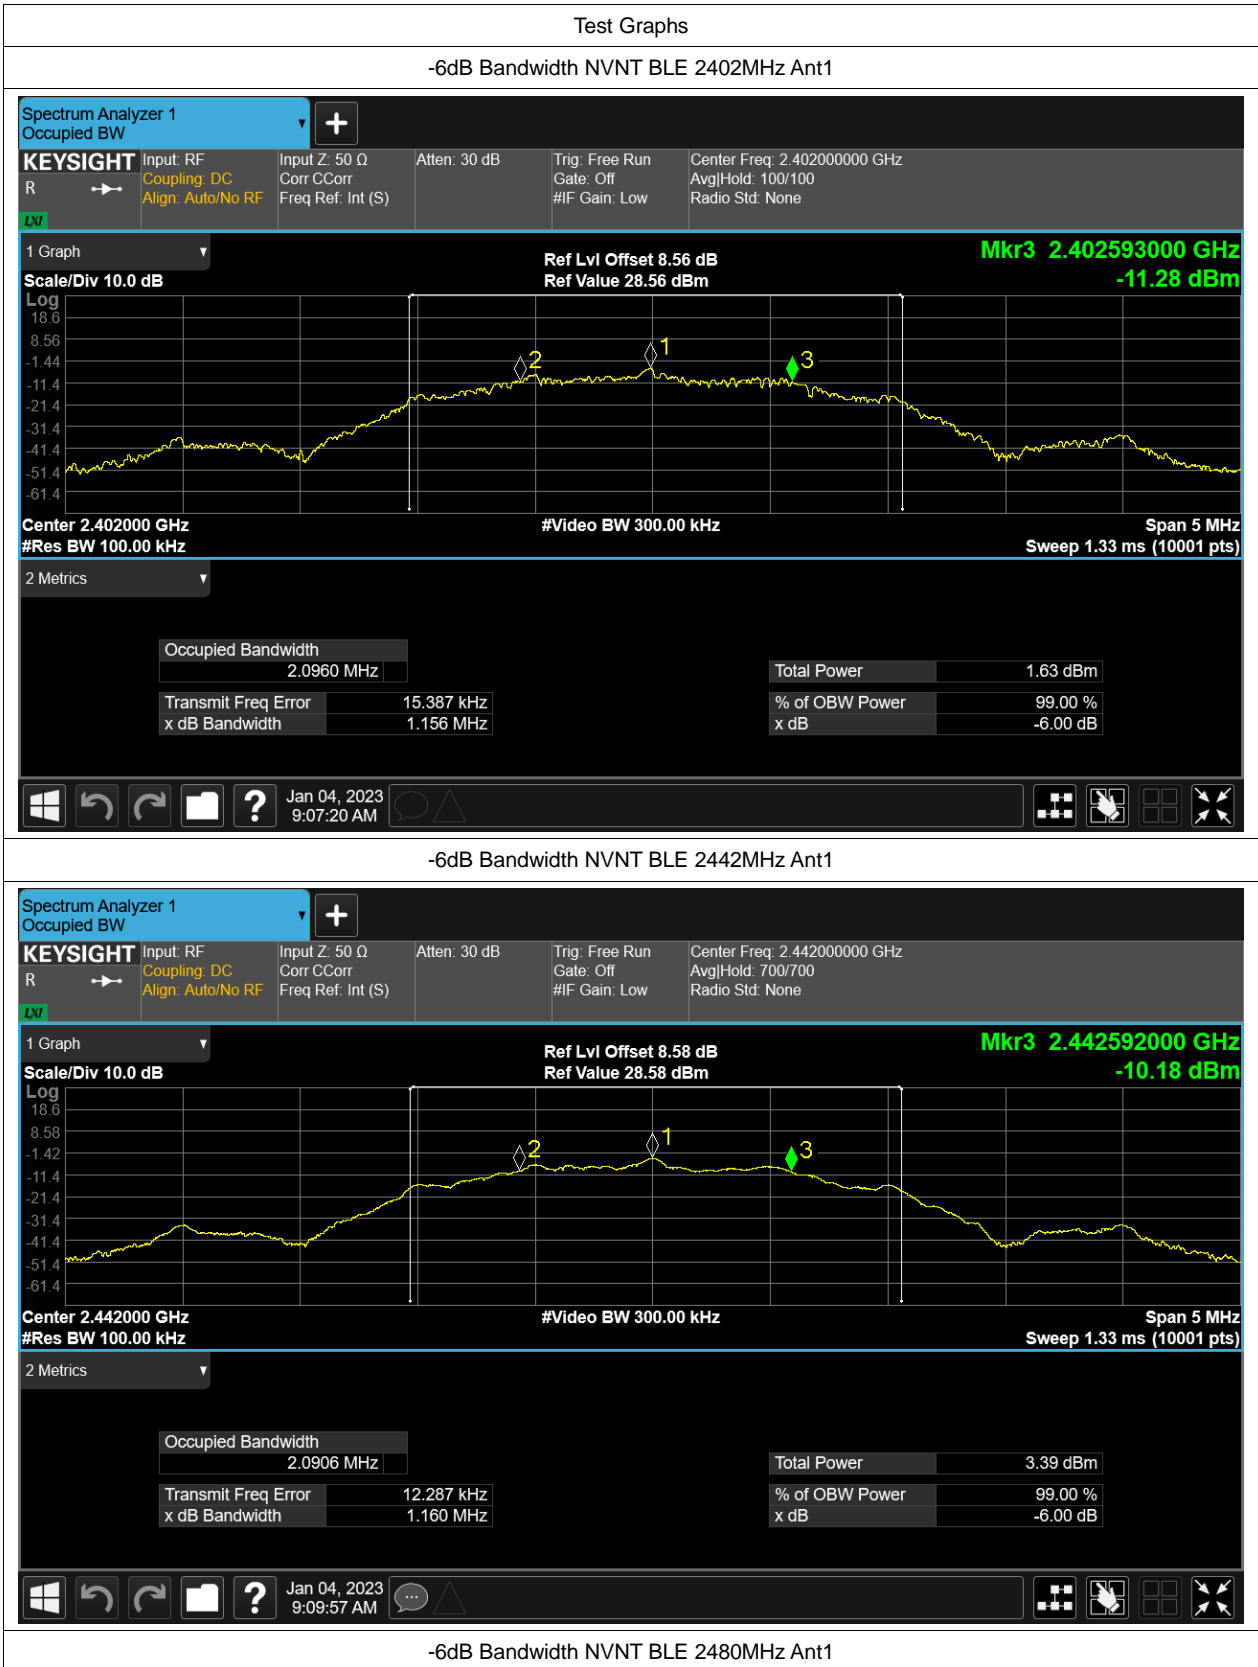 Test Graphs
-6dB Bandwidth NVNT BLE 2402MHz Ant1
Spectrum Analyzer 1
Occupied BW
KEYSIGHT
R
LXI
Input: RF
Coupling: DC
Align: Auto/No RF
Input Z: 50 Ω
Corr CCorr
Freq Ref: Int (S)
Atten: 30 dB
Trig: Free Run
Gate: Off
#IF Gain: Low
Center Freq: 2.402000000 GHz
Avg|Hold: 100/100
Radio Std: None
1 Graph
Scale/Div 10.0 dB
Ref Lvl Offset 8.56 dB
Ref Value 28.56 dBm
Mkr3 2.402593000 GHz
-11.28 dBm
Log
18.6
8.56
-1.44
-11.4
-21.4
-31.4
-41.4
-51.4
-61.4
2
1
3
Center 2.402000 GHz
#Video BW 300.00 kHz
Span 5 MHz
#Res BW 100.00 kHz
Sweep 1.33 ms (10001 pts)
2 Metrics
Occupied Bandwidth
2.0960 MHz
Total Power 1.63 dBm
Transmit Freq Error 15.387 kHz
% of OBW Power 99.00 %
x dB Bandwidth 1.156 MHz
x dB -6.00 dB
?
Jan 04, 2023
9:07:20 AM
-6dB Bandwidth NVNT BLE 2442MHz Ant1
Spectrum Analyzer 1
Occupied BW
KEYSIGHT
R
LXI
Input: RF
Coupling: DC
Align: Auto/No RF
Input Z: 50 Ω
Corr CCorr
Freq Ref: Int (S)
Atten: 30 dB
Trig: Free Run
Gate: Off
#IF Gain: Low
Center Freq: 2.442000000 GHz
Avg|Hold: 700/700
Radio Std: None
1 Graph
Scale/Div 10.0 dB
Ref Lvl Offset 8.58 dB
Ref Value 28.58 dBm
Mkr3 2.442592000 GHz
-10.18 dBm
Log
18.6
8.58
-1.42
-11.4
-21.4
-31.4
-41.4
-51.4
-61.4
2
1
3
Center 2.442000 GHz
#Video BW 300.00 kHz
Span 5 MHz
#Res BW 100.00 kHz
Sweep 1.33 ms (10001 pts)
2 Metrics
Occupied Bandwidth
2.0906 MHz
Total Power 3.39 dBm
Transmit Freq Error 12.287 kHz
% of OBW Power 99.00 %
x dB Bandwidth 1.160 MHz
x dB -6.00 dB
?
Jan 04, 2023
9:09:57 AM
-6dB Bandwidth NVNT BLE 2480MHz Ant1